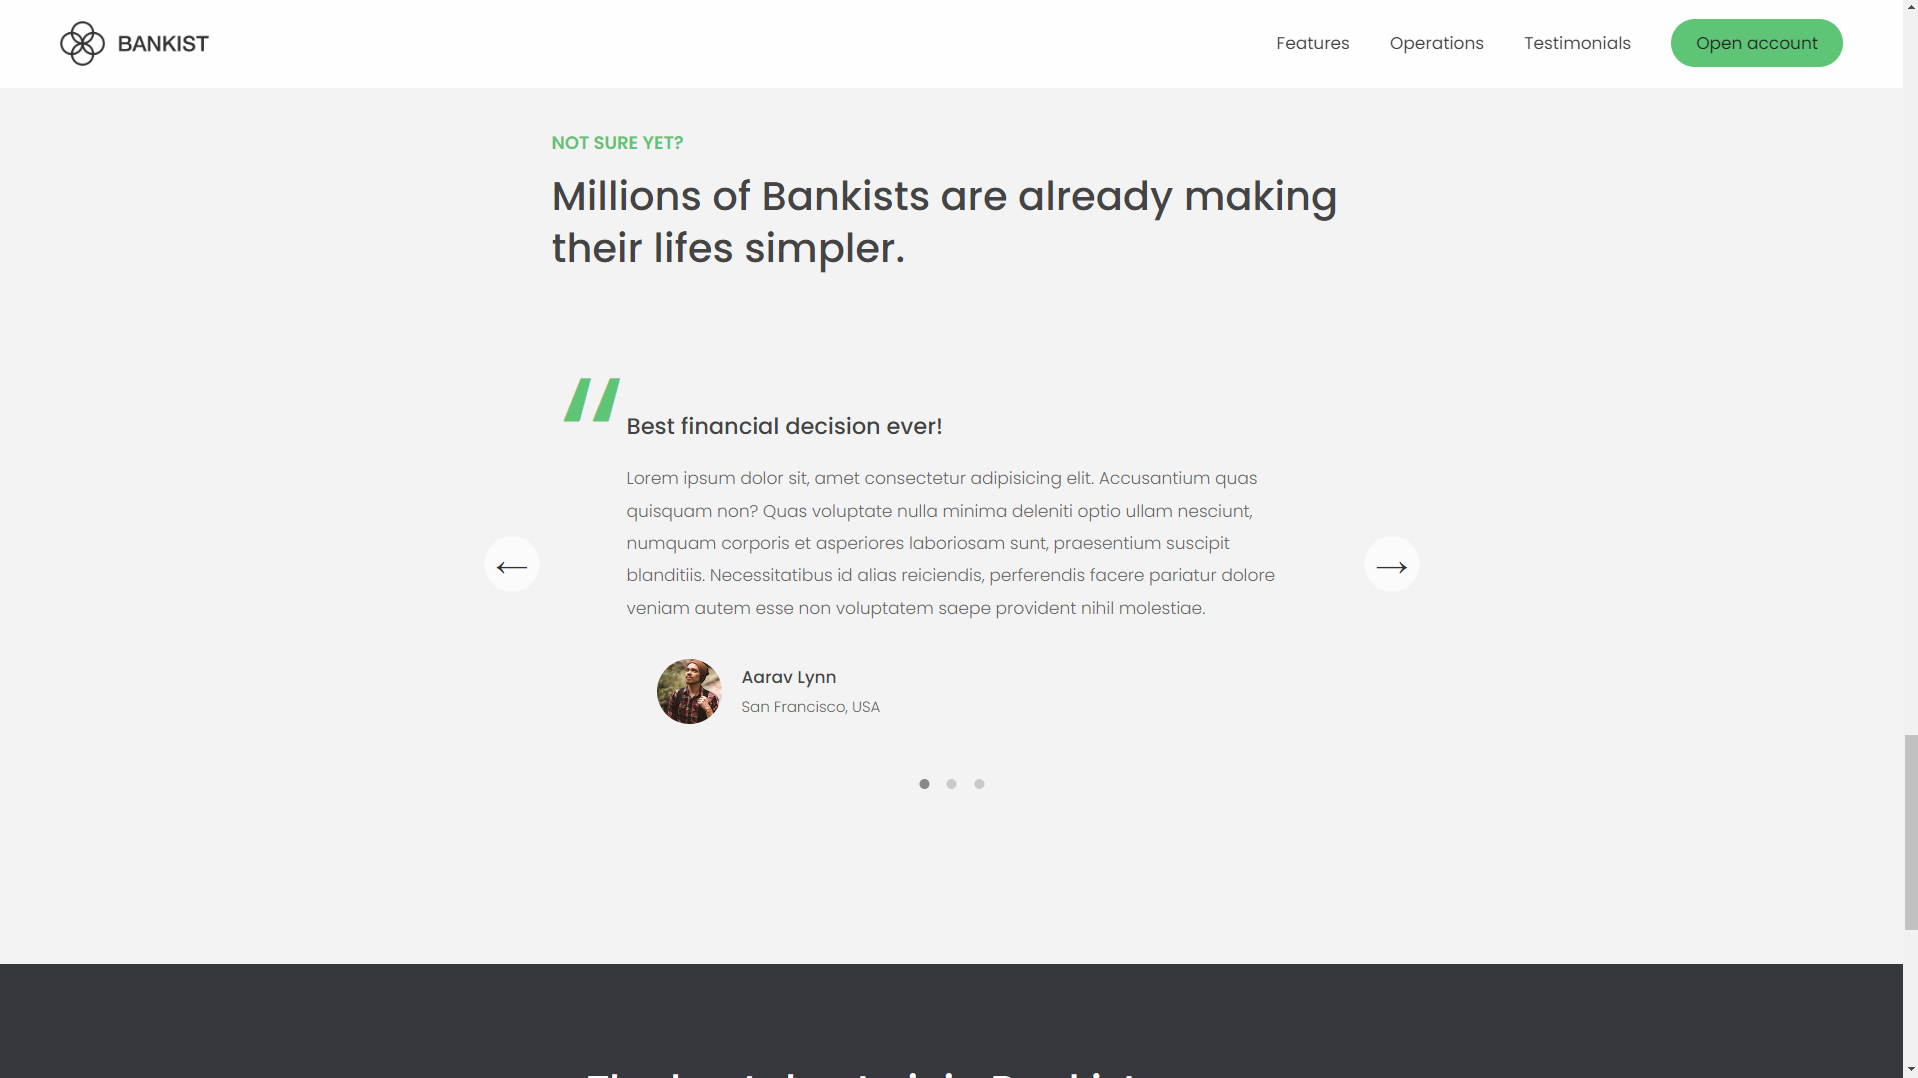 BANKIST
Features
Operations
Testimonials
Open account
NOT SURE YET?
Millions of Bankists are already making
their lifes simpler.
“
Best financial decision ever!
Lorem ipsum dolor sit, amet consectetur adipisicing elit. Accusantium quas
quisquam non? Quas voluptate nulla minima deleniti optio ullam nesciunt,
numquam corporis et asperiores laboriosam sunt, praesentium suscipit
blanditiis. Necessitatibus id alias reiciendis, perferendis facere pariatur dolore
veniam autem esse non voluptatem saepe provident nihil molestiae.
←
→
Aarav Lynn
San Francisco, USA